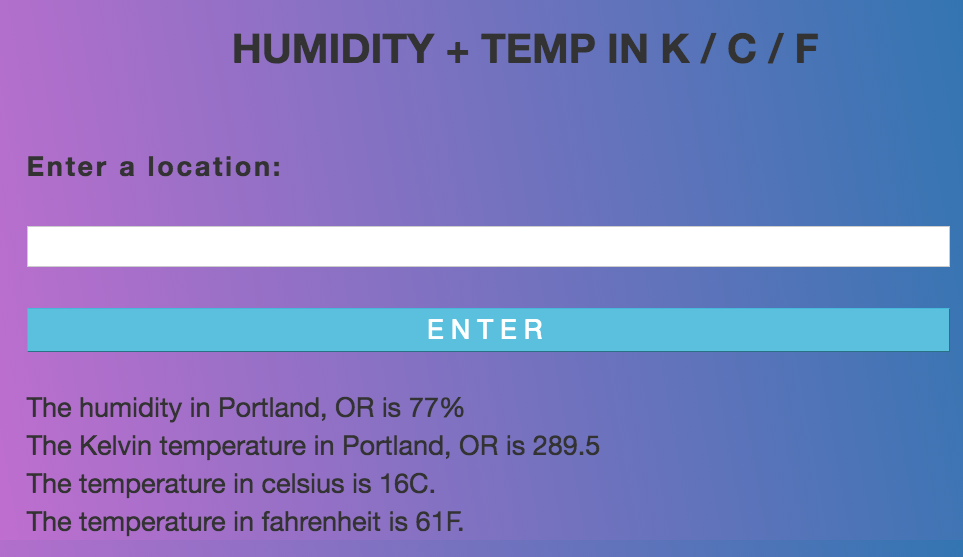 HUMIDITY + TEMP IN K / C / F
Enter a location:
ENTER
The humidity in Portland, OR is 77%
The Kelvin temperature in Portland, OR is 289.5
The temperature in celsius is 16C.
The temperature in fahrenheit is 61F.